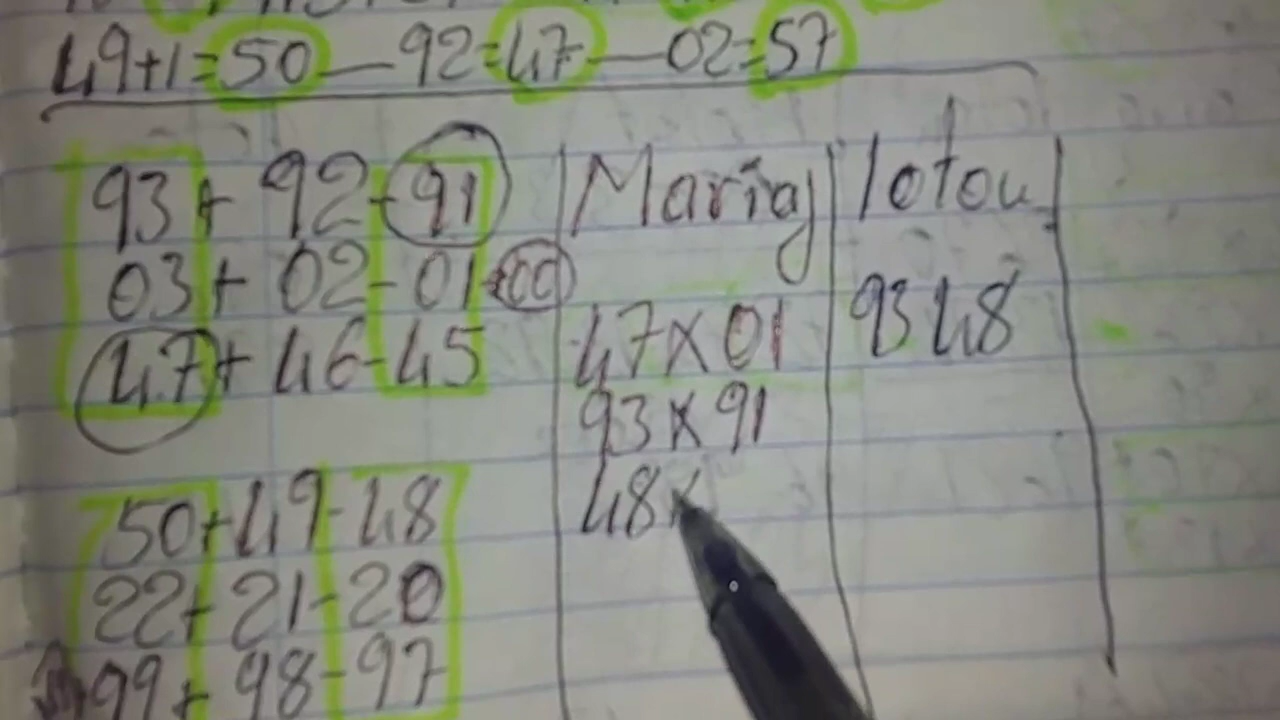 49+1=50—92=47—02=57
93+ 92-91
03+ 02-01-00
47+ 46-45
50+49-48
22+21-20
99+ 98-97
Mariaj
47X01
93X91
48X
lotou
9348